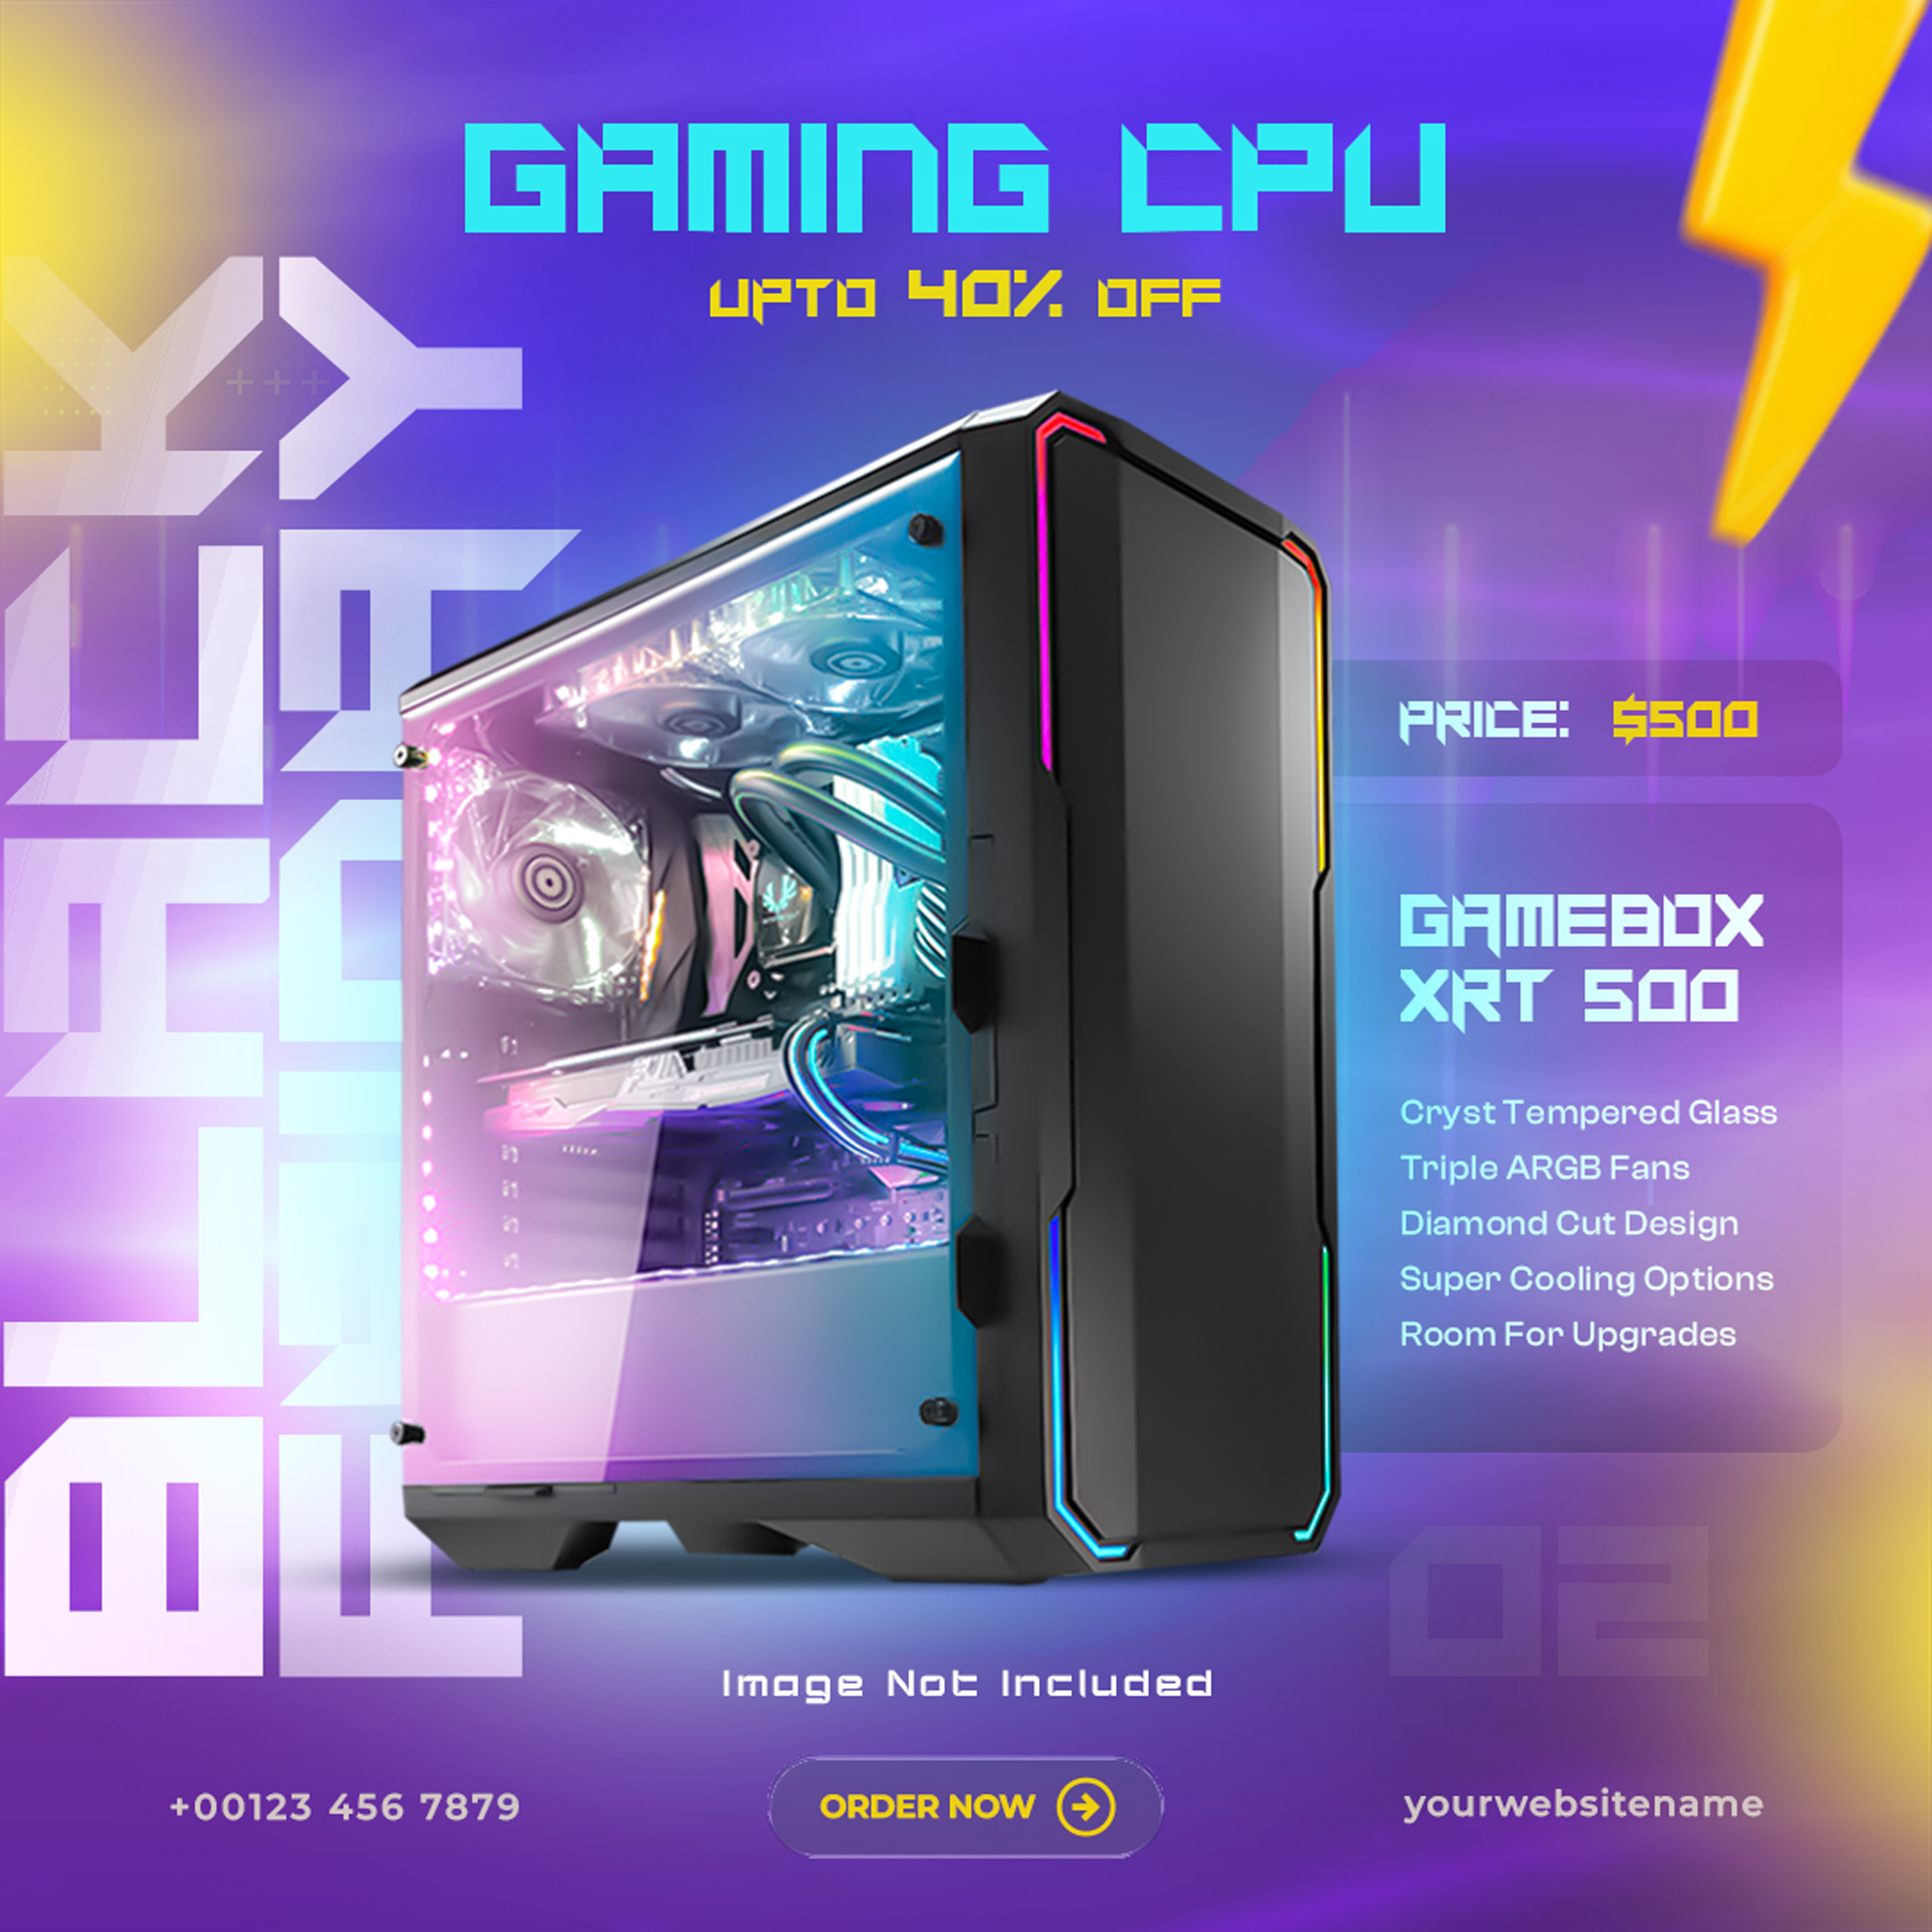 GAMING CPU
UPTO 40% OFF
BLALCK
FRIDAY
PRICE: $500
GAMEBOX
XRT 500
Cryst Tempered Glass
Triple ARGB Fans
Diamond Cut Design
Super Cooling Options
Room For Upgrades
02
Image Not Included
+00123 456 7879
ORDER NOW
yourwebsitename